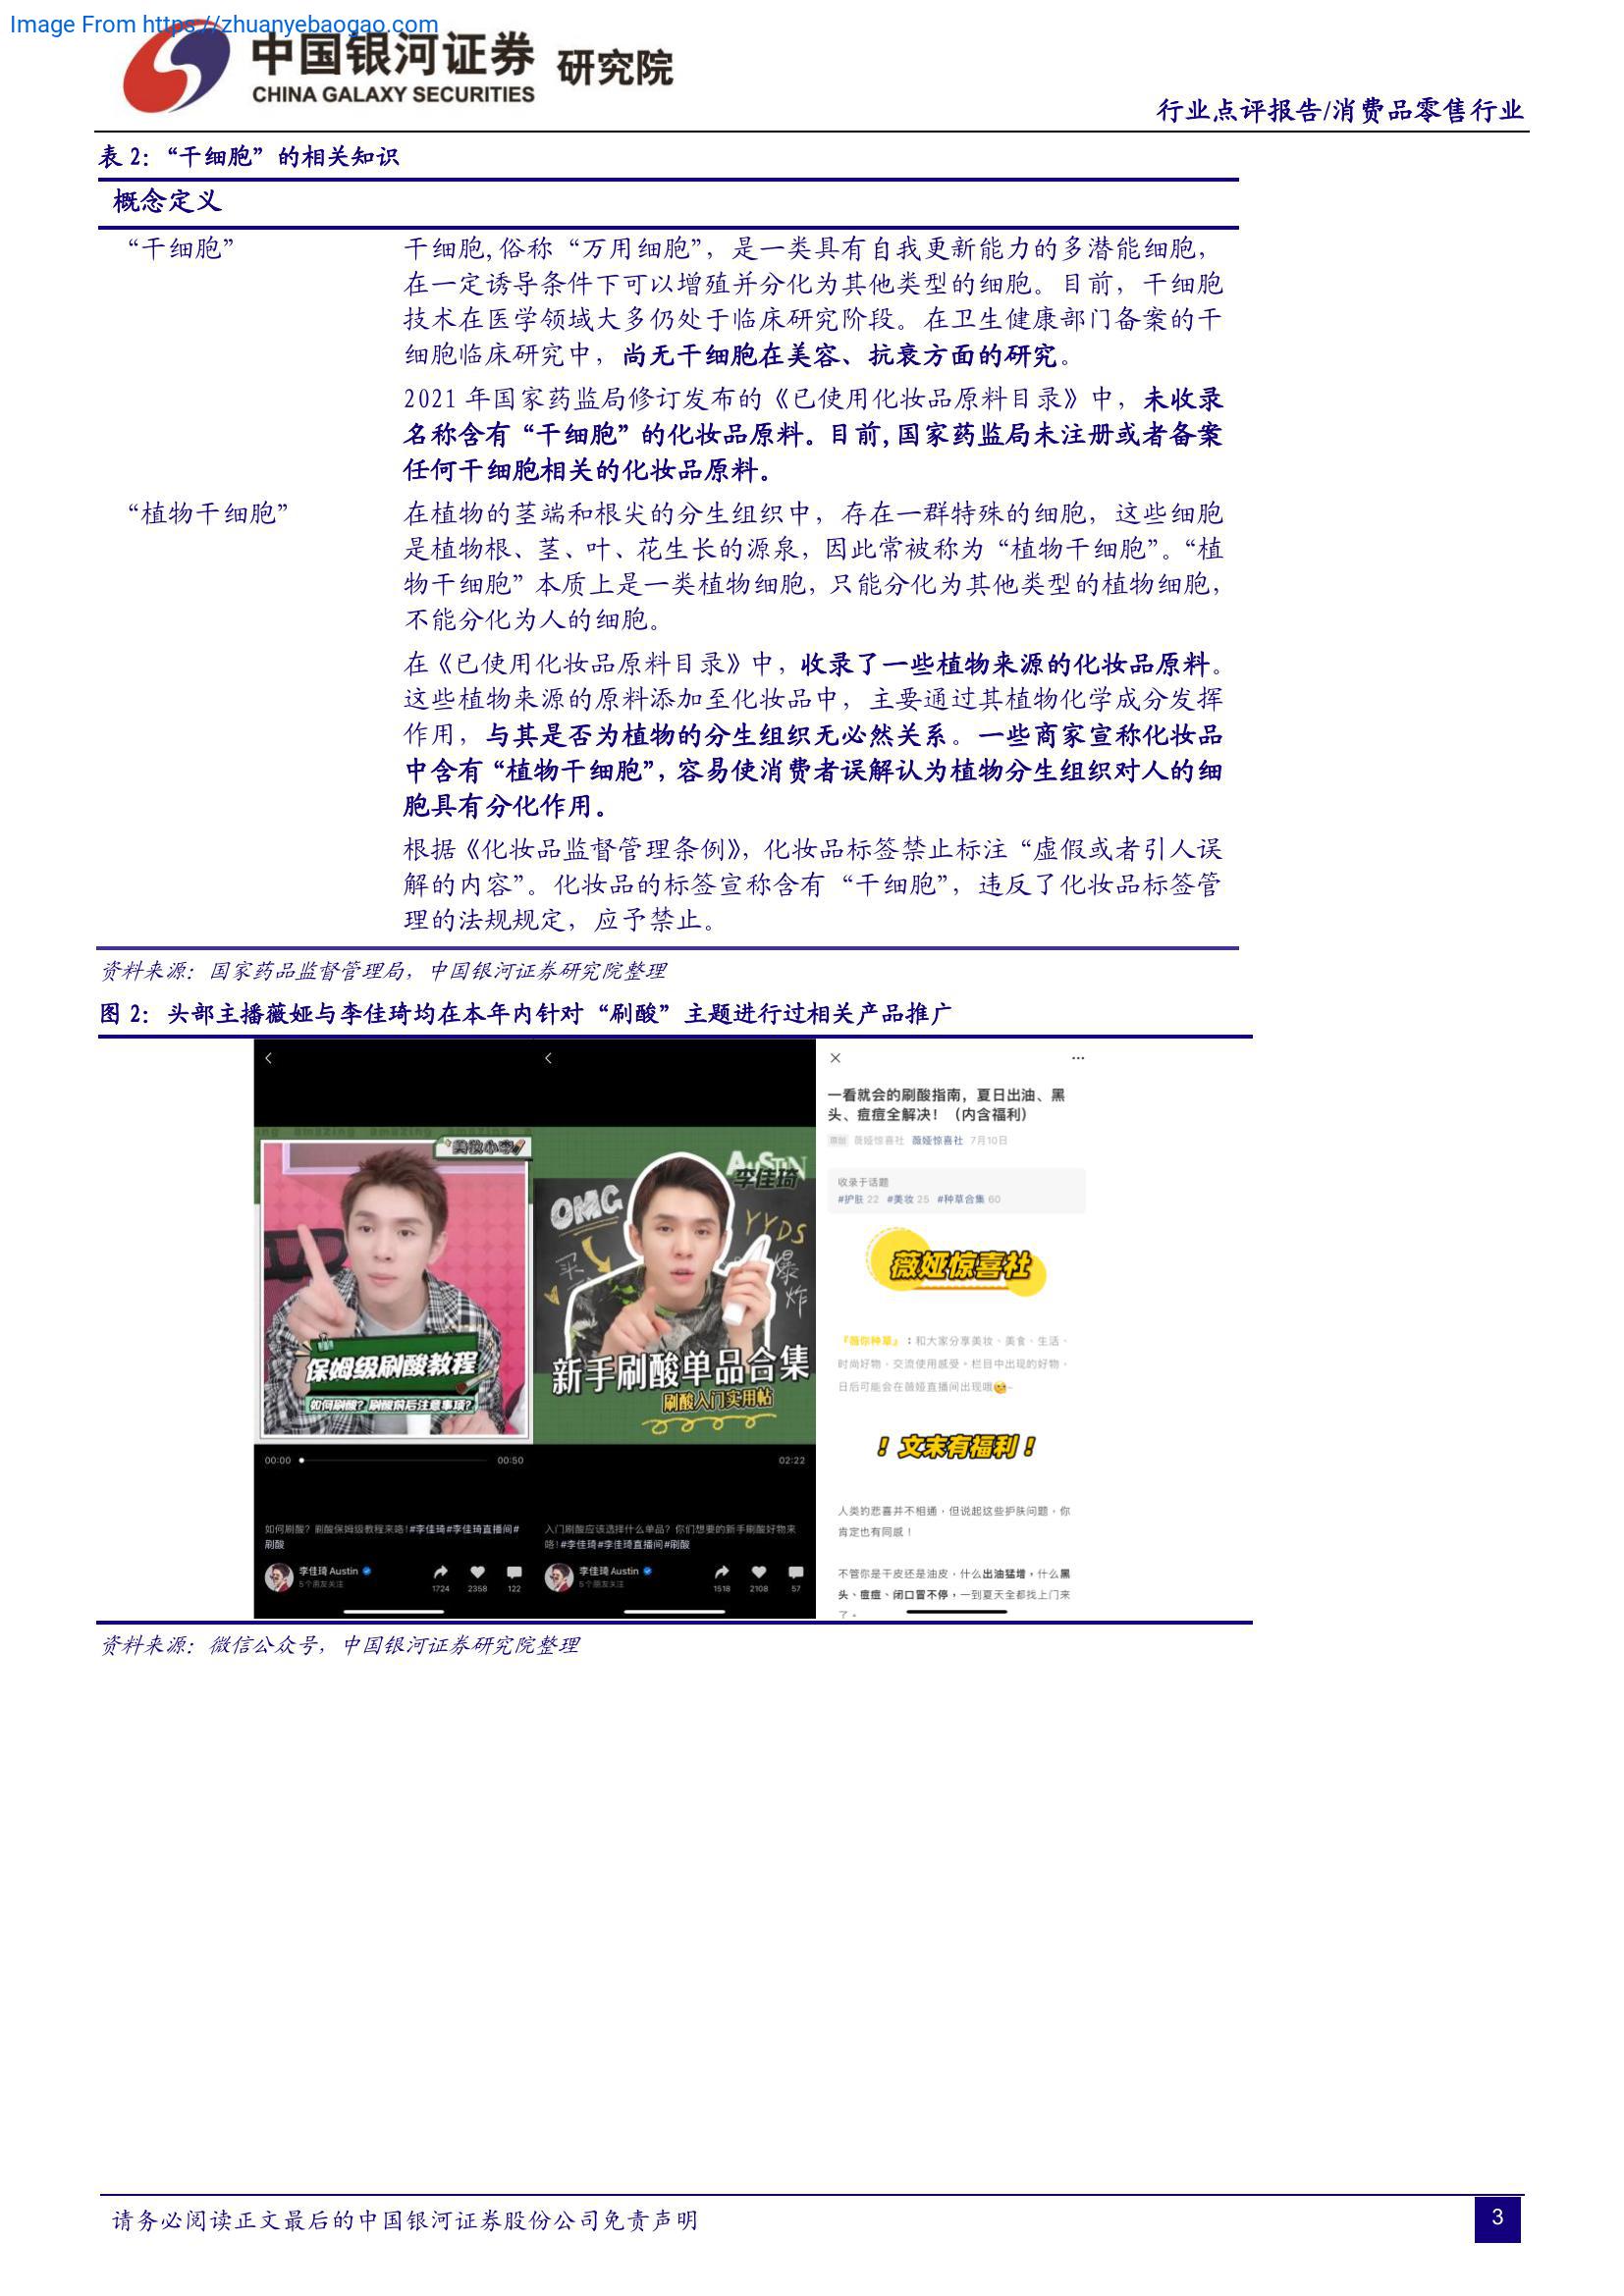 Image From https://zhuanyebaogao.com
中国银河证券 研究院
CHINA GALAXY SECURITIES
行业点评报告/消费品零售行业
表 2：“干细胞”的相关知识
概念定义
“干细胞”
干细胞,俗称“万用细胞”，是一类具有自我更新能力的多潜能细胞，
在一定诱导条件下可以增殖并分化为其他类型的细胞。目前，干细胞
技术在医学领域大多仍处于临床研究阶段。在卫生健康部门备案的干
细胞临床研究中，尚无干细胞在美容、抗衰方面的研究。
2021 年国家药监局修订发布的《已使用化妆品原料目录》中，未收录
名称含有“干细胞”的化妆品原料。目前,国家药监局未注册或者备案
任何干细胞相关的化妆品原料。
“植物干细胞”
在植物的茎端和根尖的分生组织中，存在一群特殊的细胞，这些细胞
是植物根、茎、叶、花生长的源泉，因此常被称为“植物干细胞”。“植
物干细胞”本质上是一类植物细胞，只能分化为其他类型的植物细胞，
不能分化为人的细胞。
在《已使用化妆品原料目录》中，收录了一些植物来源的化妆品原料。
这些植物来源的原料添加至化妆品中，主要通过其植物化学成分发挥
作用，与其是否为植物的分生组织无必然关系。一些商家宣称化妆品
中含有“植物干细胞”，容易使消费者误解认为植物分生组织对人的细
胞具有分化作用。
根据《化妆品监督管理条例》，化妆品标签禁止标注“虚假或者引人误
解的内容”。化妆品的标签宣称含有“干细胞”，违反了化妆品标签管
理的法规规定，应予禁止。
资料来源：国家药品监督管理局，中国银河证券研究院整理
图 2：头部主播薇娅与李佳琦均在本年内针对“刷酸”主题进行过相关产品推广
amazing amazing
美妆小课
保姆级刷酸教程
如何刷酸？刷酸前后注意事项？
00:00
00:50
如何刷酸？刷酸保姆级教程来咯!#李佳琦#李佳琦直播间#
刷酸
李佳琦 Austin
5个朋友关注
1724 2358 122
AUSTIN
李佳琦
OMG
YYDS
买
爆
炸
新手刷酸单品合集
刷酸入门实用帖
02:22
入门刷酸应该选择什么单品？你们想要的新手刷酸好物来
咯!#李佳琦#李佳琦直播间#刷酸
李佳琦 Austin
5个朋友关注
1518 2108 57
一看就会的刷酸指南，夏日出油、黑
头、痘痘全解决！（内含福利）
薇娅惊喜社 薇娅惊喜社 7月10日
收录于话题
#护肤 22 #美妆 25 #种草合集 60
薇娅惊喜社
『薇你种草』：和大家分享美妆、美食、生活、
时尚好物，交流使用感受。栏目中出现的好物，
日后可能会在薇娅直播间出现哦~
！文末有福利！
人类的悲喜并不相通，但说起这些护肤问题，你
肯定也有同感！
不管你是干皮还是油皮，什么出油猛增，什么黑
头、痘痘、闭口冒不停，一到夏天全都找上门来
了。
资料来源：微信公众号，中国银河证券研究院整理
请务必阅读正文最后的中国银河证券股份公司免责声明
3